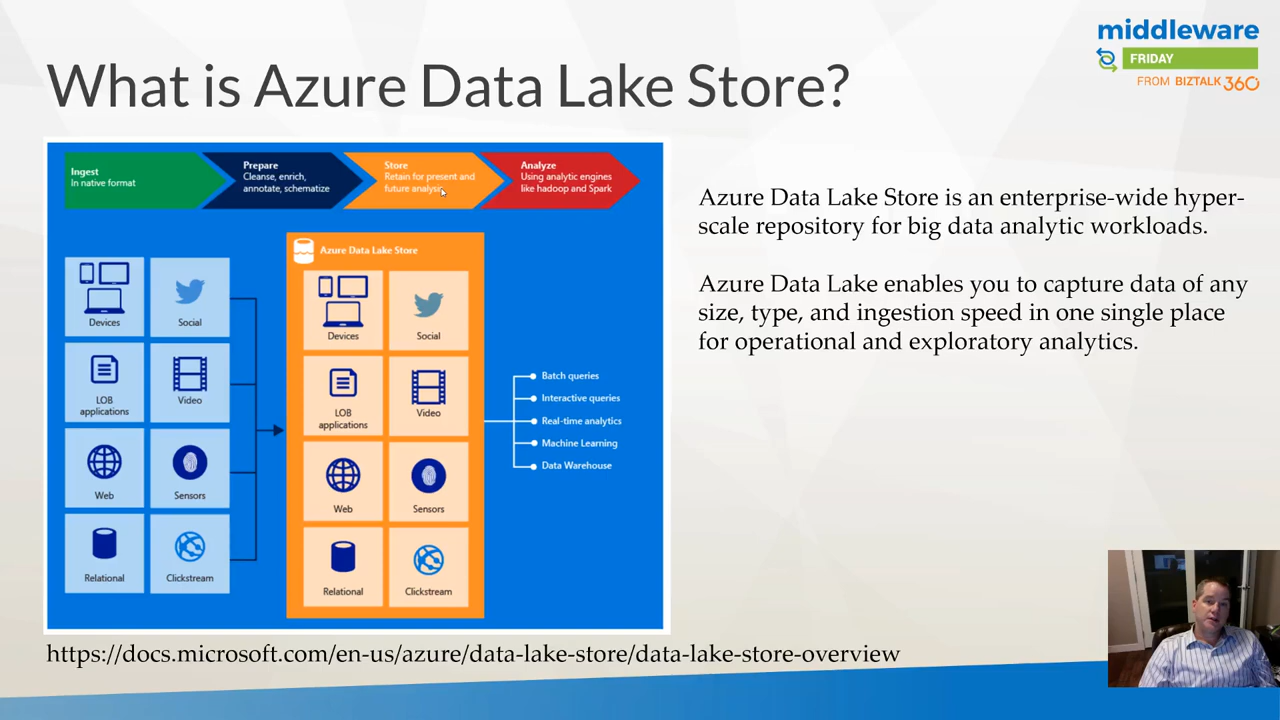 middleware
FRIDAY
FROM BIZTALK360
What is Azure Data Lake Store?
Ingest
In native format
Prepare
Cleanse, enrich,
annotate, schematize
Store
Retain for present and
future analysis
Analyze
Using analytic engines
like hadoop and Spark
Devices
Social
LOB
applications
Video
Web
Sensors
Relational
Clickstream
Azure Data Lake Store
Devices
Social
LOB
applications
Video
Web
Sensors
Relational
Clickstream
Batch queries
Interactive queries
Real-time analytics
Machine Learning
Data Warehouse
Azure Data Lake Store is an enterprise-wide hyper-
scale repository for big data analytic workloads.
Azure Data Lake enables you to capture data of any
size, type, and ingestion speed in one single place
for operational and exploratory analytics.
https://docs.microsoft.com/en-us/azure/data-lake-store/data-lake-store-overview